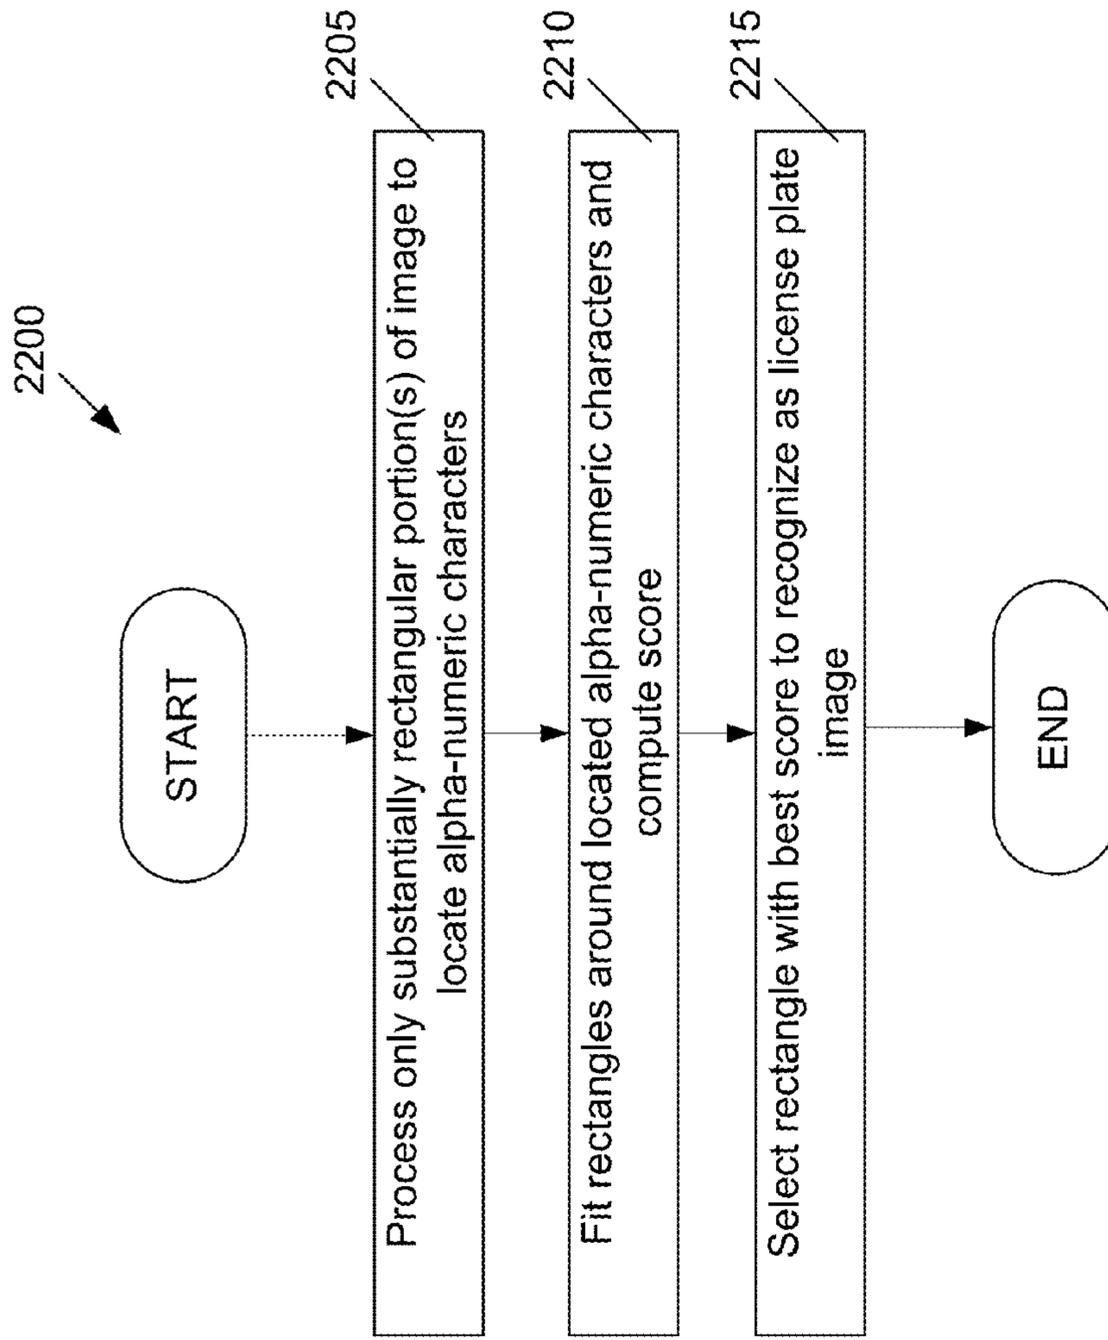 2200
START
2205
Process only substantially rectangular portion(s) of image to
locate alpha-numeric characters
2210
Fit rectangles around located alpha-numeric characters and
compute score
2215
Select rectangle with best score to recognize as license plate
image
END